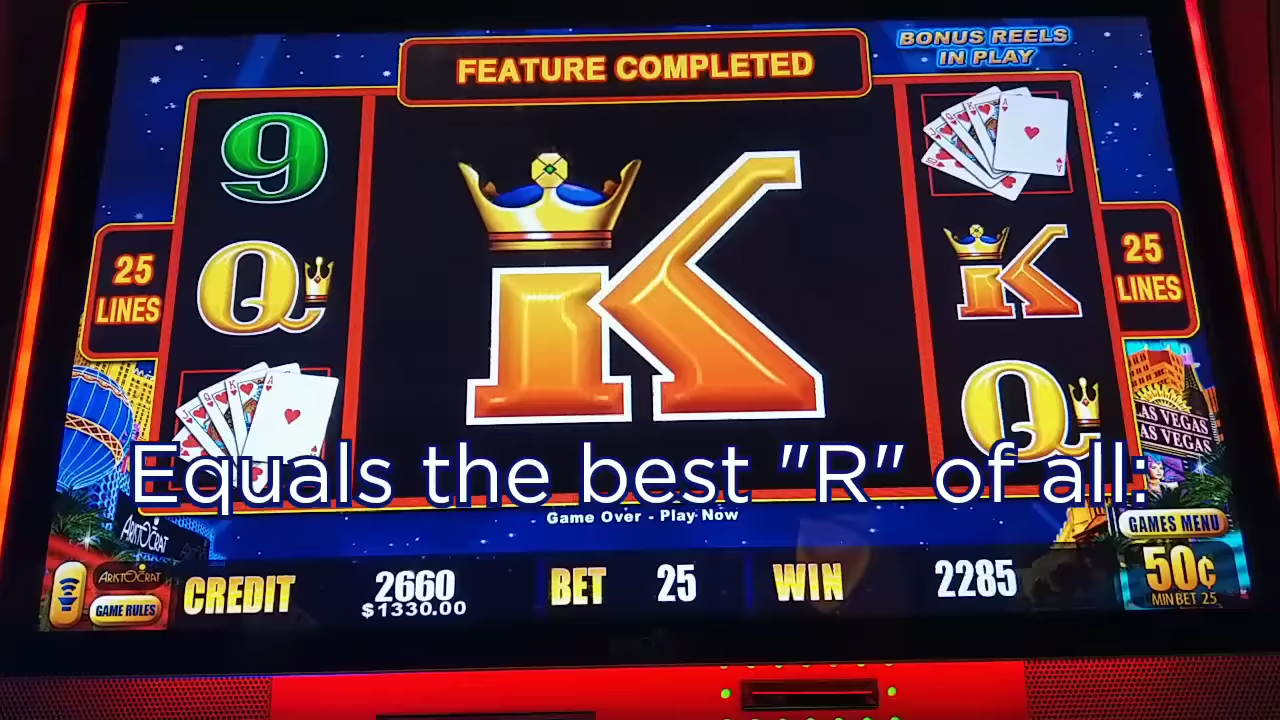 BONUS REELS
IN PLAY
FEATURE COMPLETED
9
K
K
Q
Q
25
LINES
25
LINES
LAS VEGAS
LAS VEGAS
Equals the best "R" of all:
Game Over - Play Now
ARISTOCRAT
ARISTOCRAT
GAME RULES
CREDIT
2660
$1330.00
BET
25
WIN
2285
GAMES MENU
50¢
MIN BET 25